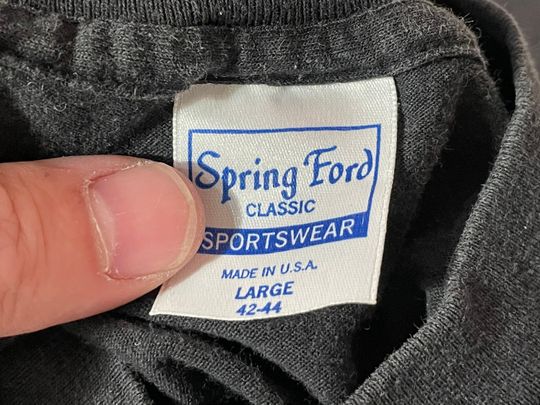 Spring Ford
CLASSIC
SPORTSWEAR
MADE IN U.S.A.
LARGE
42-44